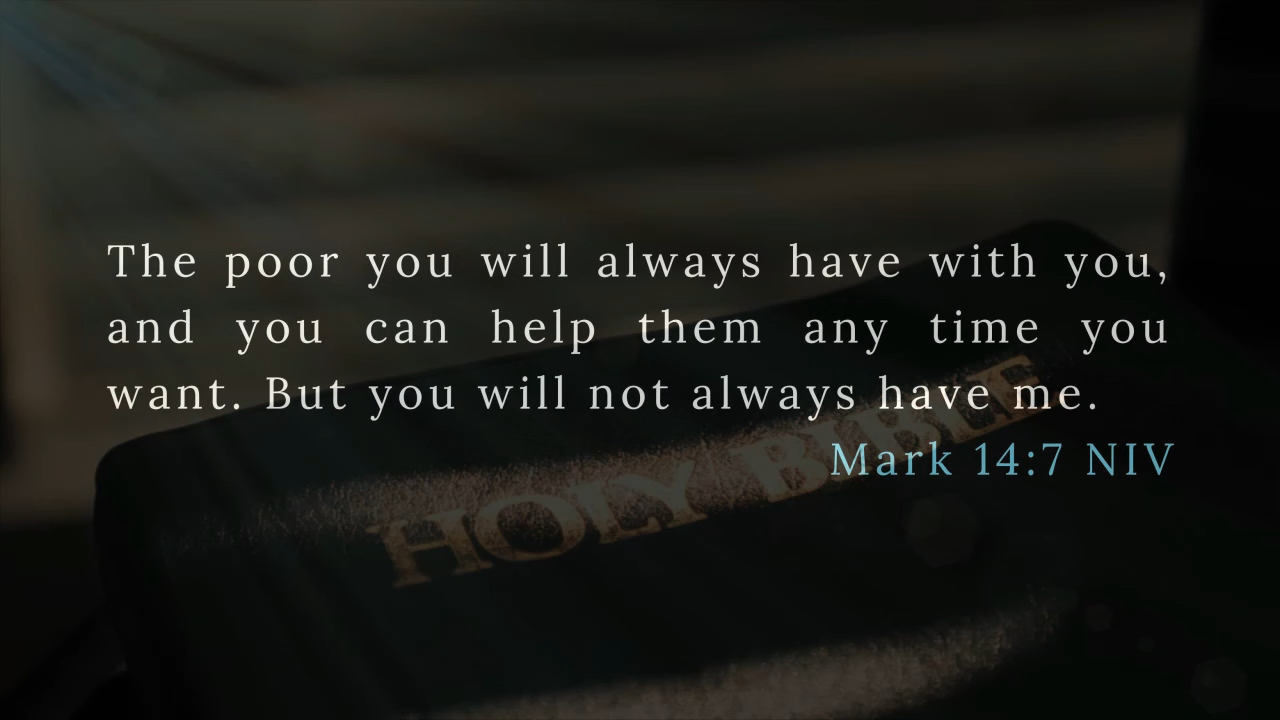 The poor you will always have with you,
and you can help them any time you
want. But you will not always have me.
Mark 14:7 NIV
HOLY BIBLE